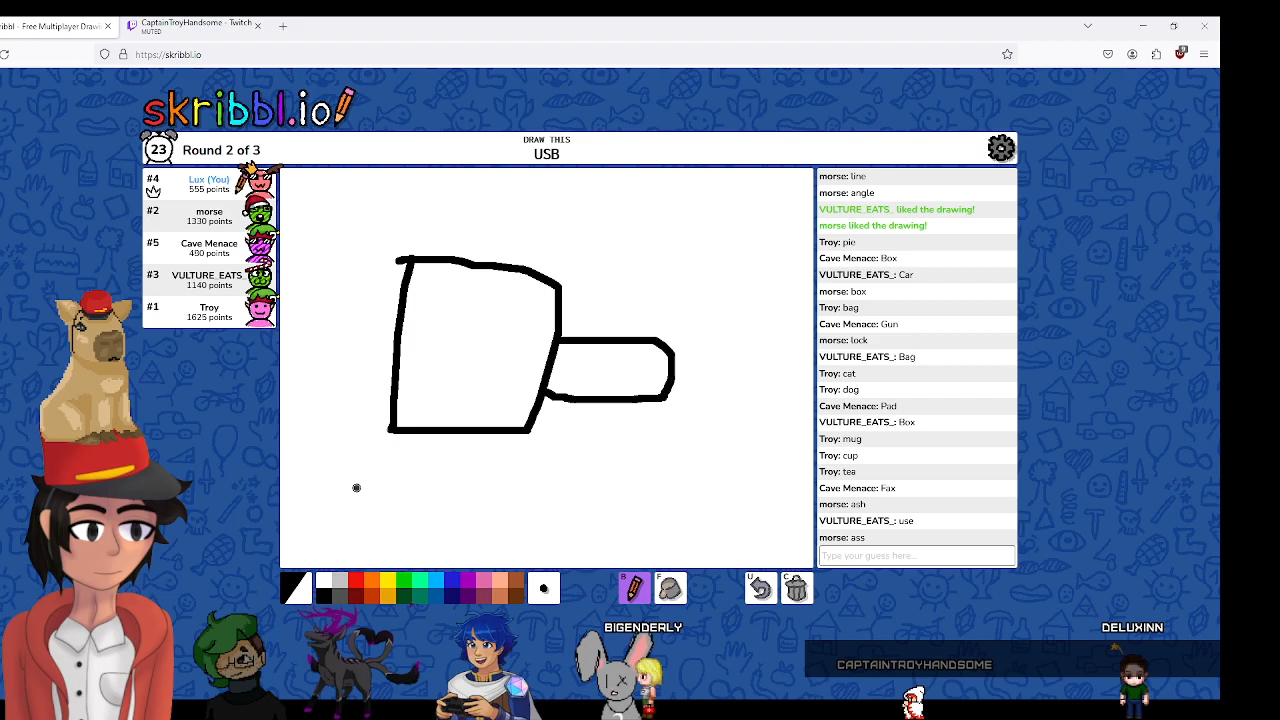 ribbl - Free Multiplayer Drawi
CaptainTroyHandsome - Twitch
MUTED
https://skribbl.io
skribbl.io
23
Round 2 of 3
DRAW THIS
USB
#4
Lux (You)
555 points
#2
morse
1330 points
#5
Cave Menace
490 points
#3
VULTURE_EATS_
1140 points
#1
Troy
1625 points
morse: line
morse: angle
VULTURE_EATS_ liked the drawing!
morse liked the drawing!
Troy: pie
Cave Menace: Box
VULTURE_EATS_: Car
morse: box
Troy: bag
Cave Menace: Gun
morse: lock
VULTURE_EATS_: Bag
Troy: cat
Troy: dog
Cave Menace: Pad
VULTURE_EATS_: Box
Troy: mug
Troy: cup
Troy: tea
Cave Menace: Fax
morse: ash
VULTURE_EATS_: use
morse: ass
Type your guess here...
B
F
U
C
BIGENDERLY
CAPTAINTROYHANDSOME
DELUXINN